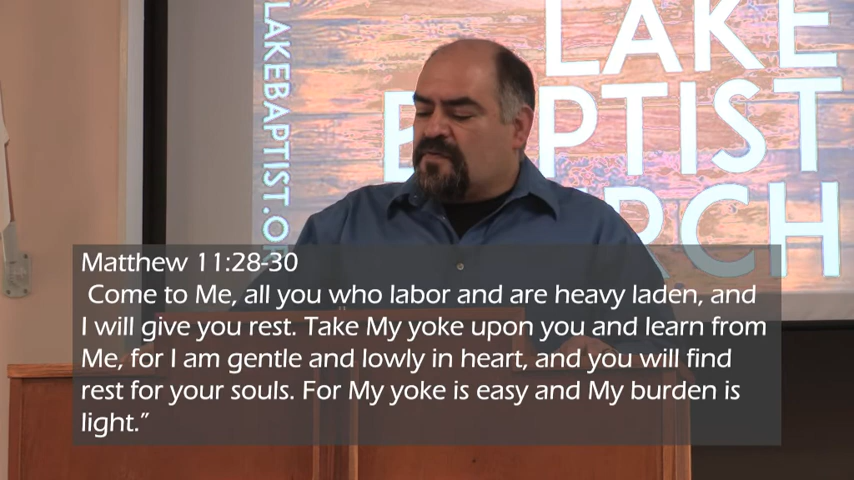 LAKE
BAPTIST
RCH
LAKEBAPTIST.O
Matthew 11:28-30
Come to Me, all you who labor and are heavy laden, and
I will give you rest. Take My yoke upon you and learn from
Me, for I am gentle and lowly in heart, and you will find
rest for your souls. For My yoke is easy and My burden is
light.”